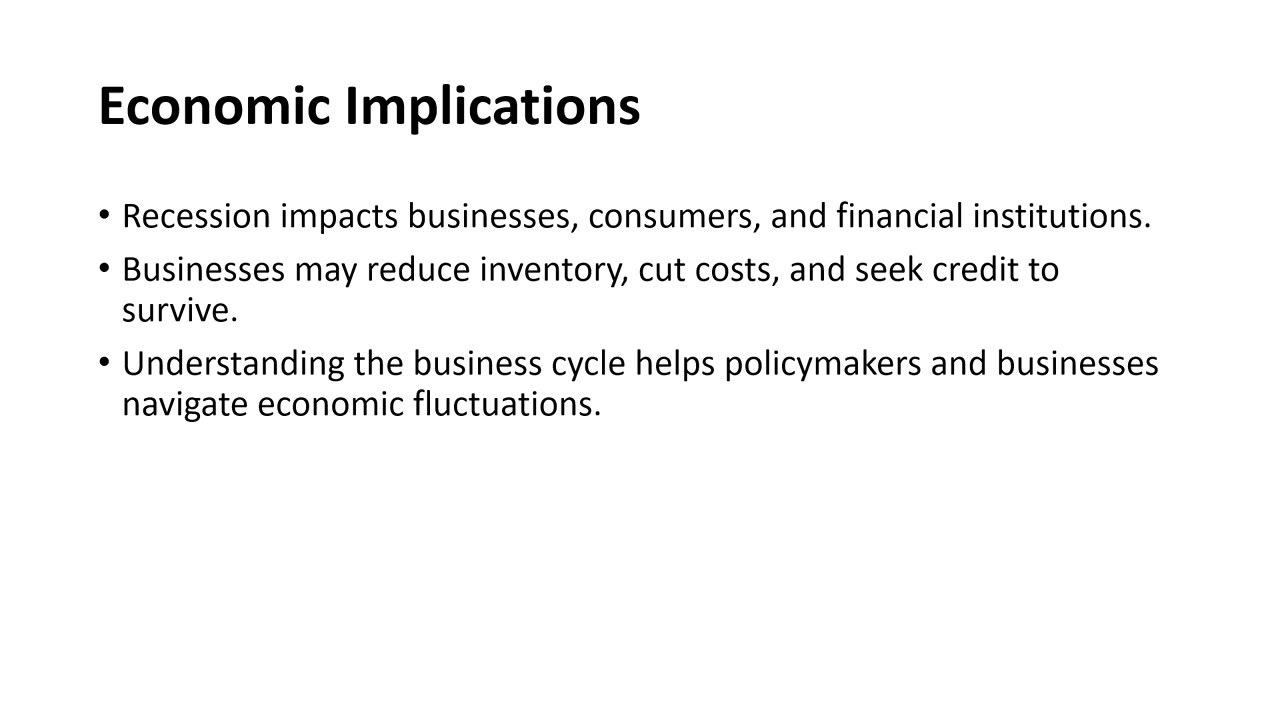 Economic Implications
• Recession impacts businesses, consumers, and financial institutions.
• Businesses may reduce inventory, cut costs, and seek credit to
survive.
• Understanding the business cycle helps policymakers and businesses
navigate economic fluctuations.